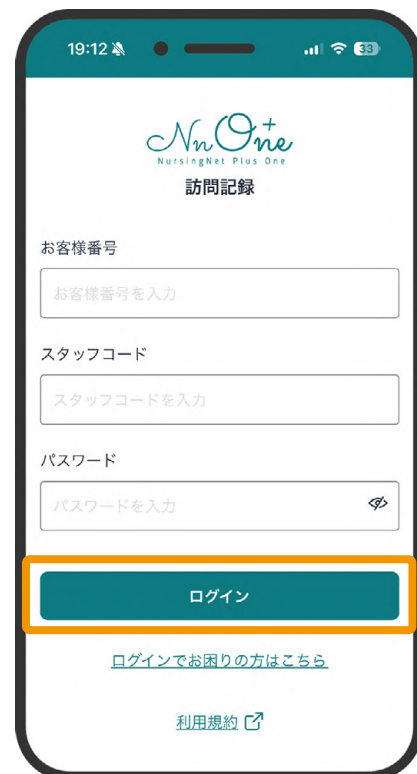 19:12
33
NnOne+
NursingNet Plus One
訪問記録
お客様番号
お客様番号を入力
スタッフコード
スタッフコードを入力
パスワード
パスワードを入力
ログイン
ログインでお困りの方はこちら
利用規約